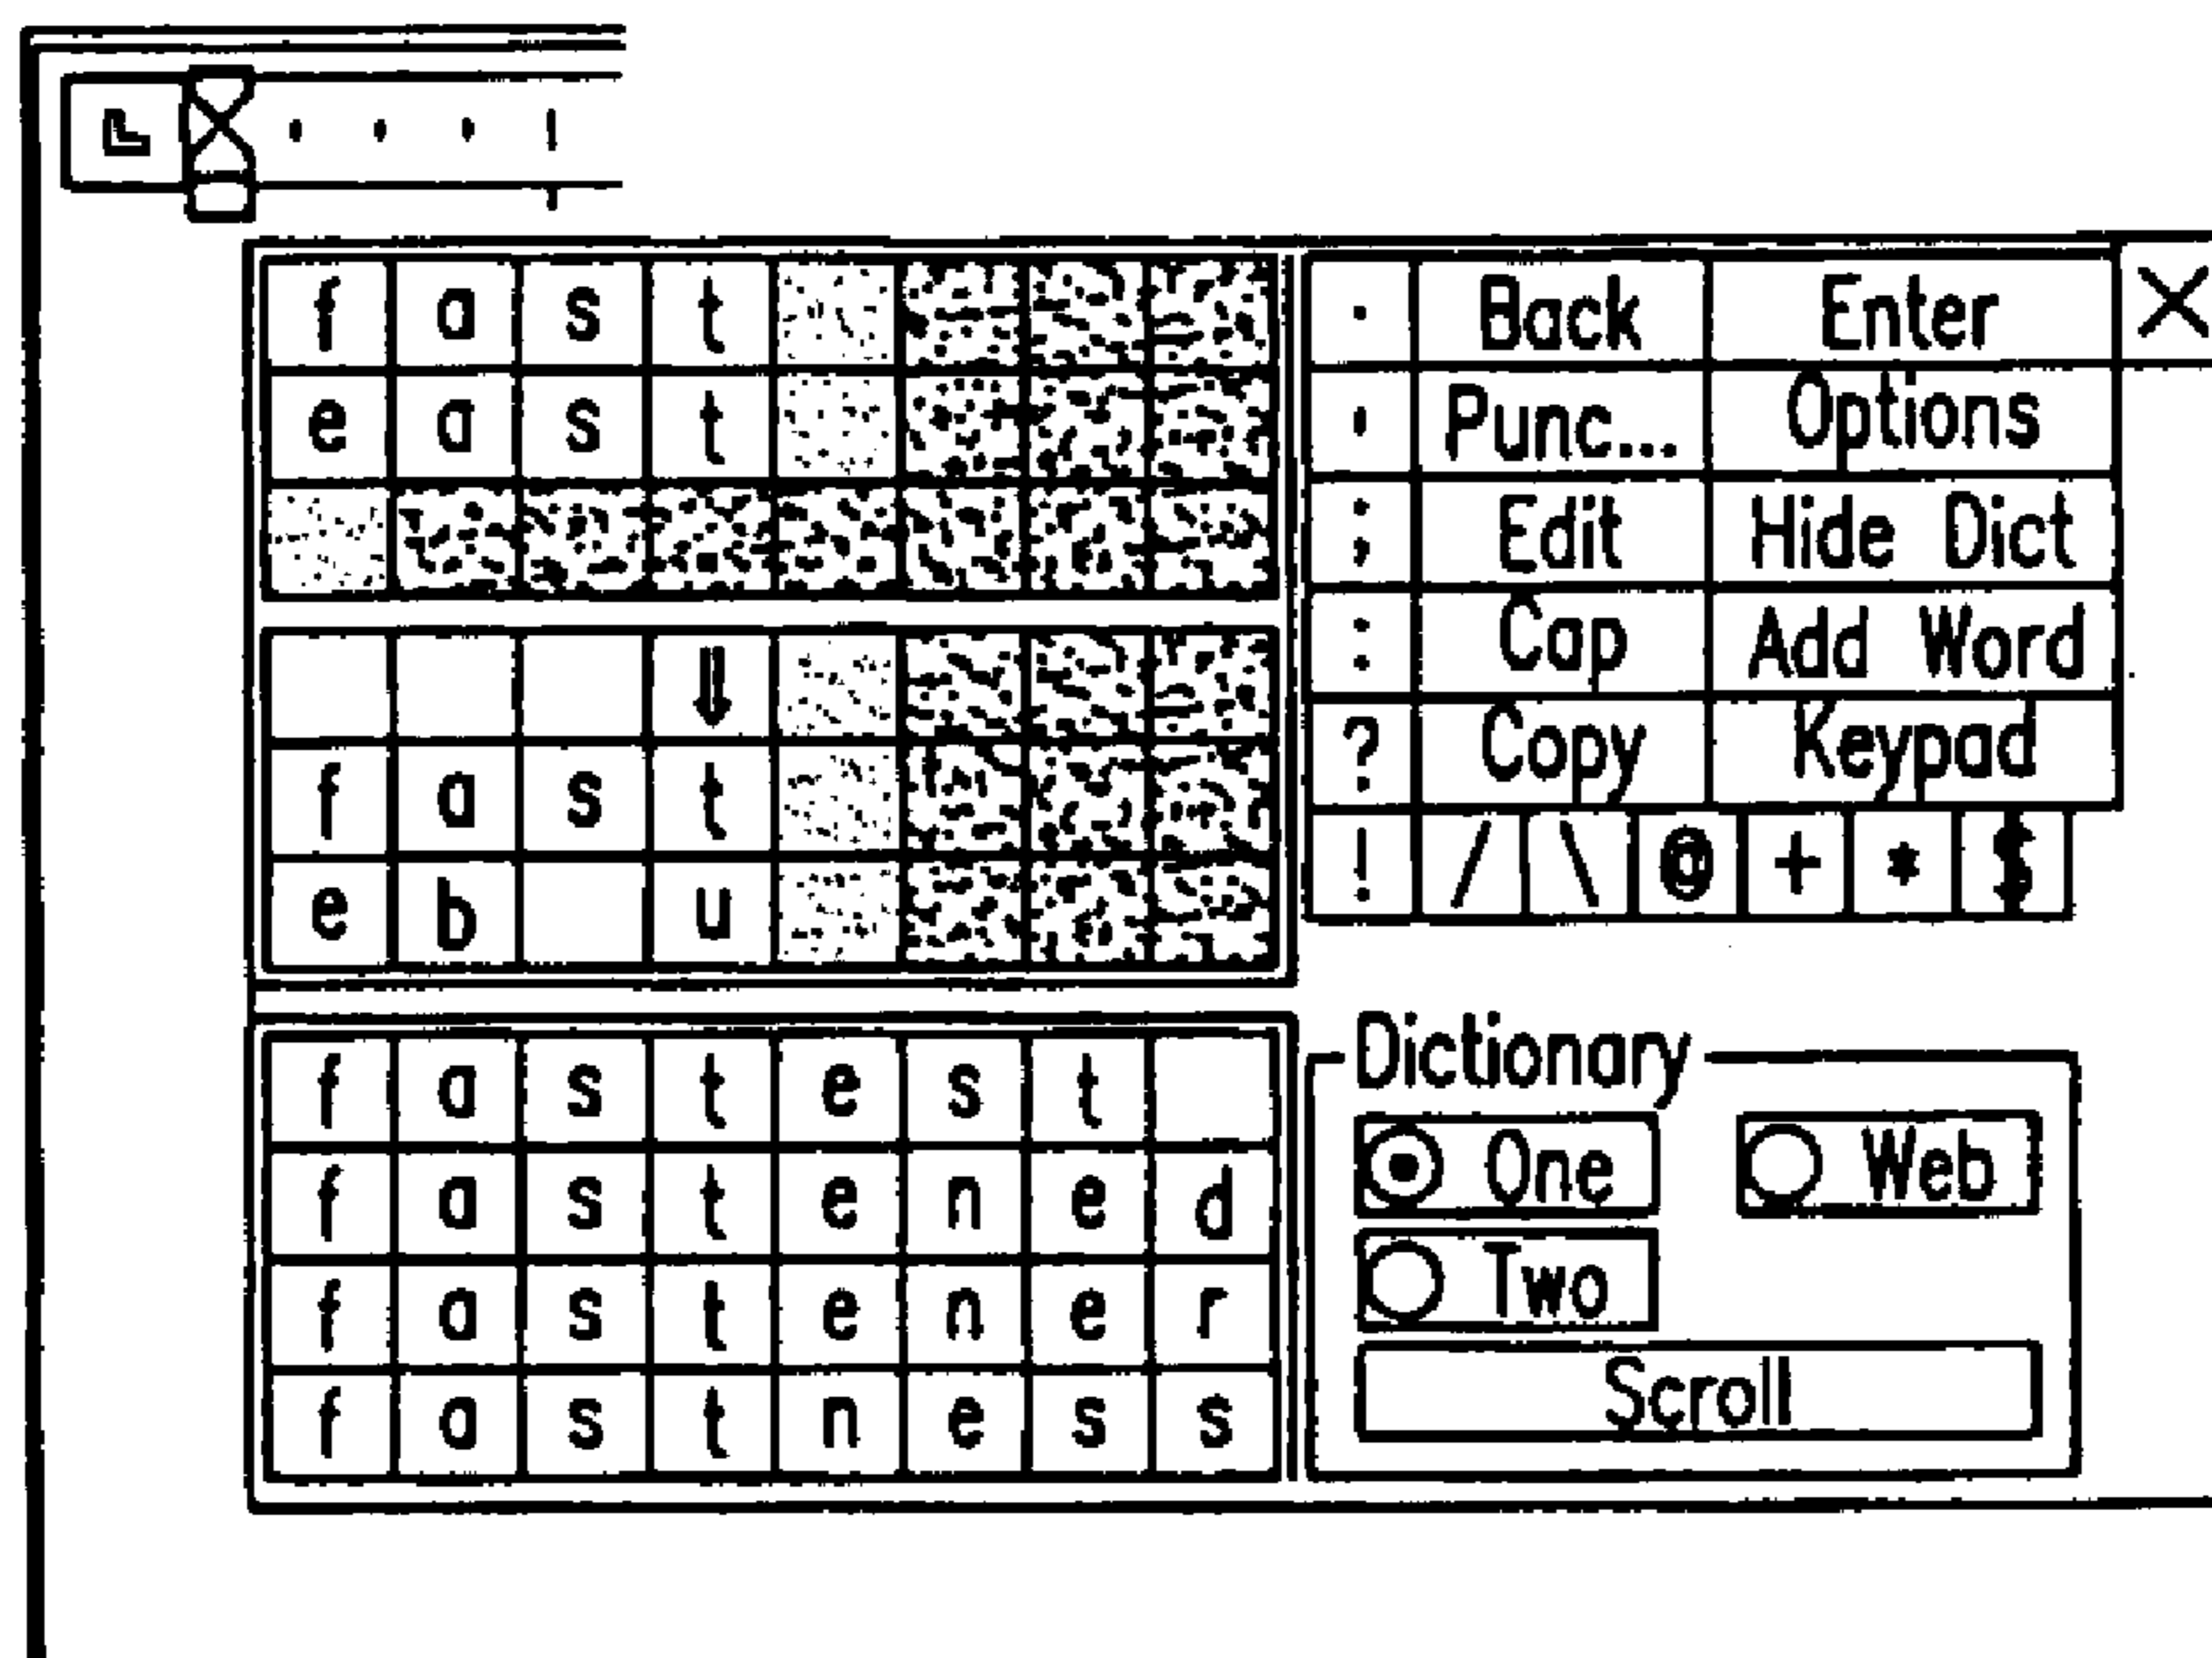 f a s t
e a s t
f a s t
e b u
f a s t e s t
f a s t e n e d
f a s t e n e r
f a s t n e s s
. Back Enter X
, Punc... Options
; Edit Hide Dict
: Cap Add Word
? Copy Keypad
! / \ @ + * $
Dictionary
One Web
Two
Scroll